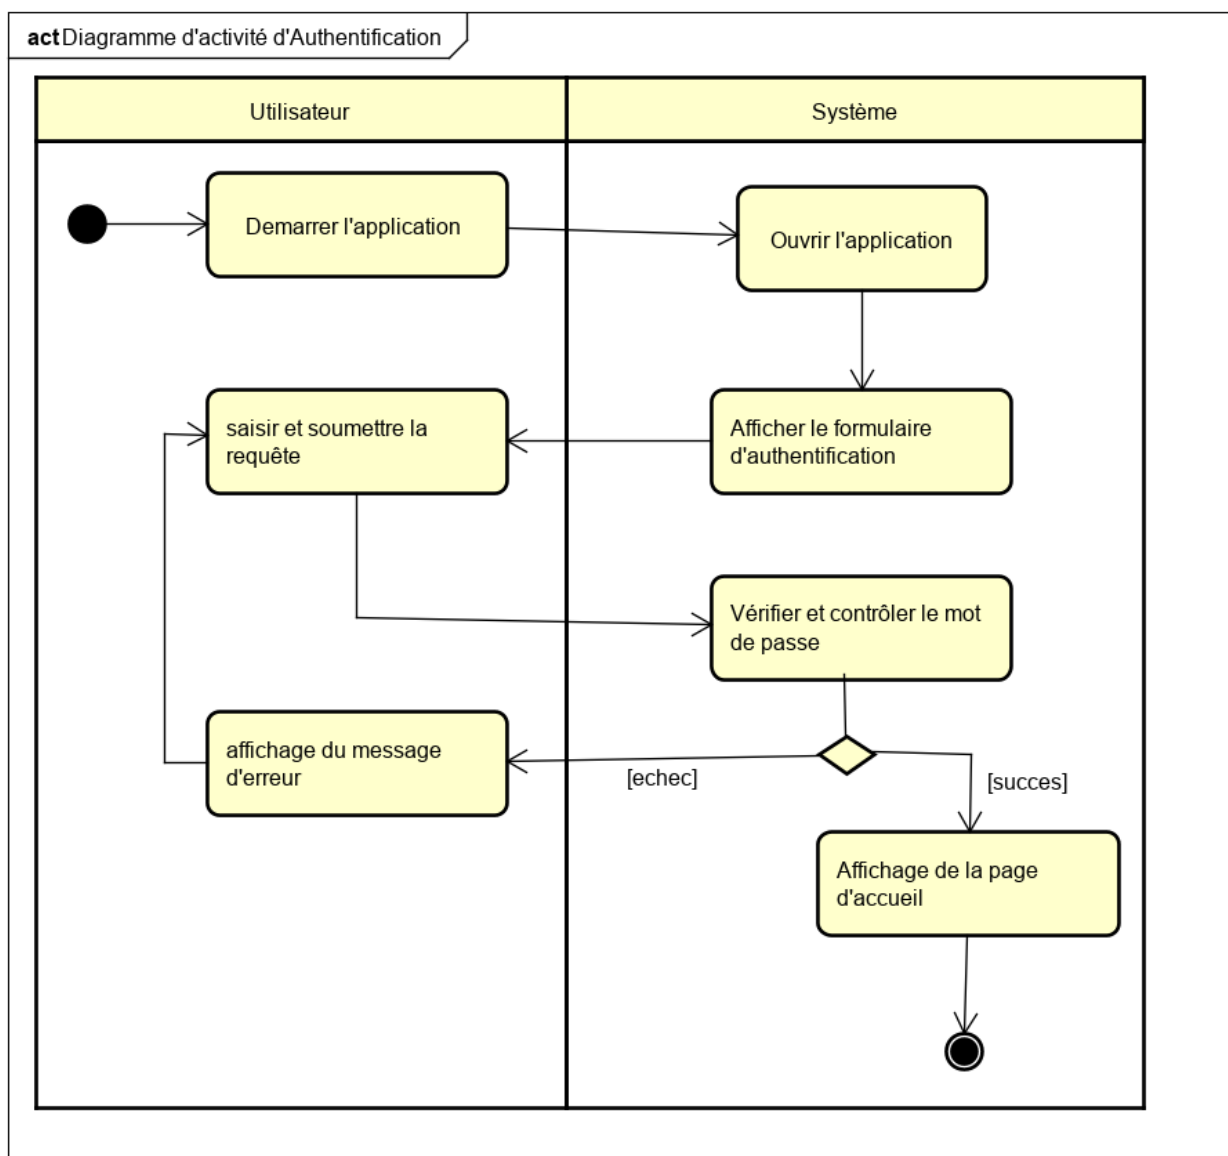 act Diagramme d'activité d'Authentification
Utilisateur
Système
Demarrer l'application
Ouvrir l'application
saisir et soumettre la
requête
Afficher le formulaire
d'authentification
Vérifier et contrôler le mot
de passe
affichage du message
d'erreur
[echec]
[succes]
Affichage de la page
d'accueil